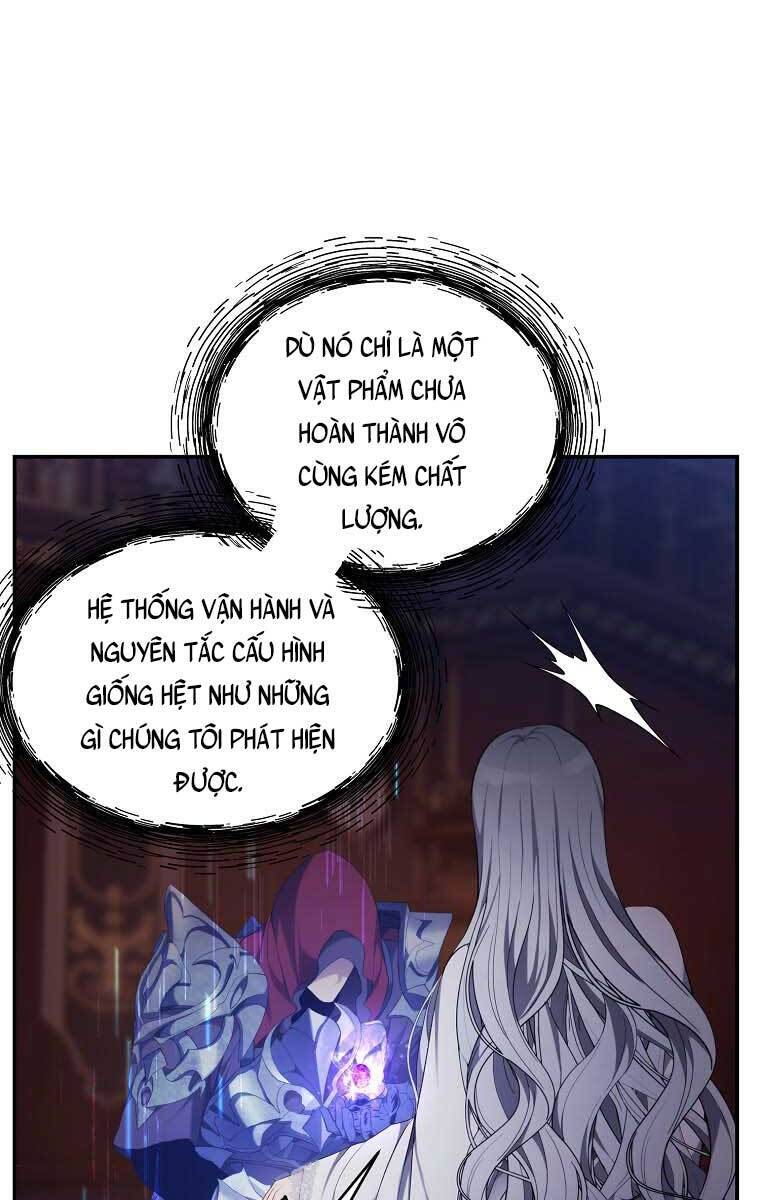 DÙ NÓ CHỈ LÀ MỘT
VẬT PHẨM CHƯA
HOÀN THÀNH VÔ
CÙNG KÉM CHẤT
LƯỢNG.
HỆ THỐNG VẬN HÀNH VÀ
NGUYÊN TẮC CẤU HÌNH
GIỐNG HỆT NHƯ NHỮNG
GÌ CHÚNG TÔI PHÁT HIỆN
ĐƯỢC.